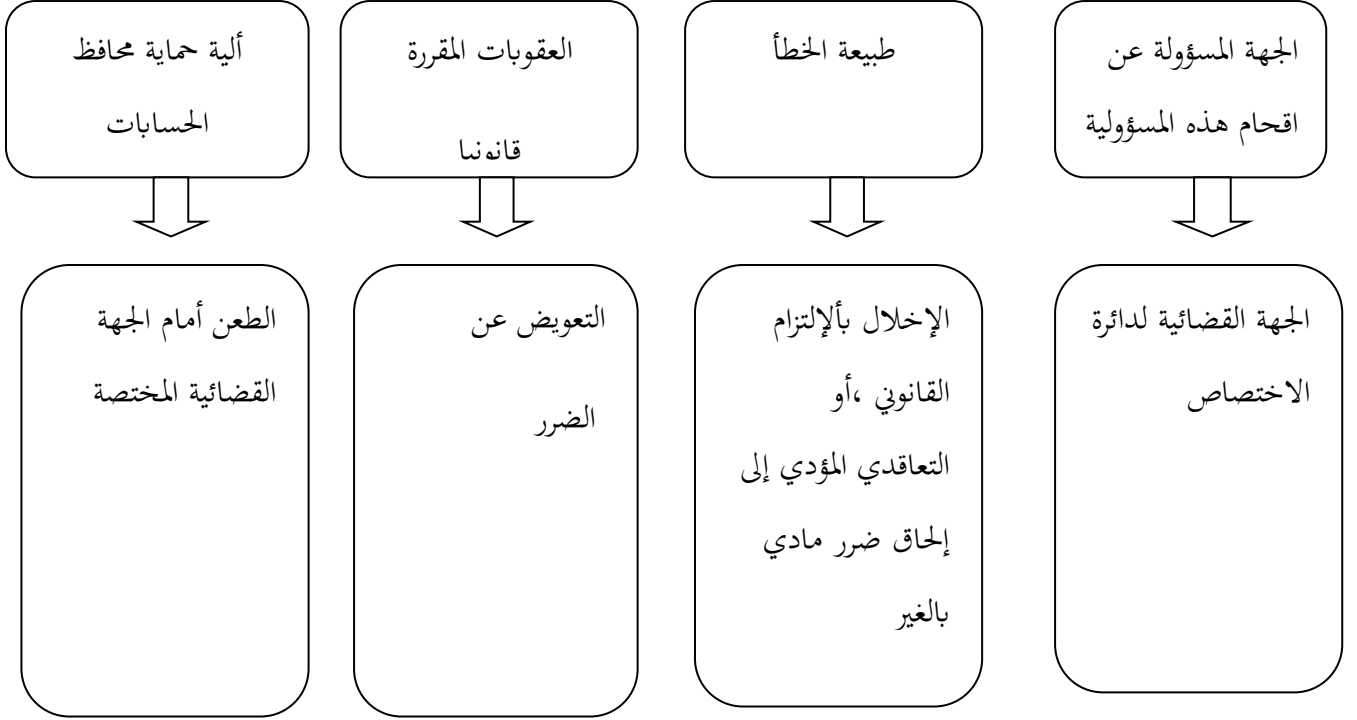 الجهة المسؤولة عن
اقحام هذه المسؤولية
طبيعة الخطأ
العقوبات المقررة
قانونيا
ألية حماية محافظ
الحسابات
الجهة القضائية لدائرة
الاختصاص
الإخلال بألإلتزام
القانوني ،أو
التعاقدي المؤدي إلى
إلحاق ضرر مادي
بالغير
التعويض عن
الضرر
الطعن أمام الجهة
القضائية المختصة